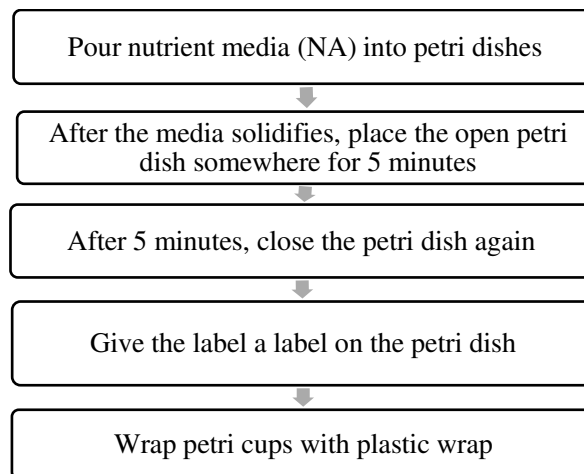 Pour nutrient media (NA) into petri dishes
After the media solidifies, place the open petri
dish somewhere for 5 minutes
After 5 minutes, close the petri dish again
Give the label a label on the petri dish
Wrap petri cups with plastic wrap